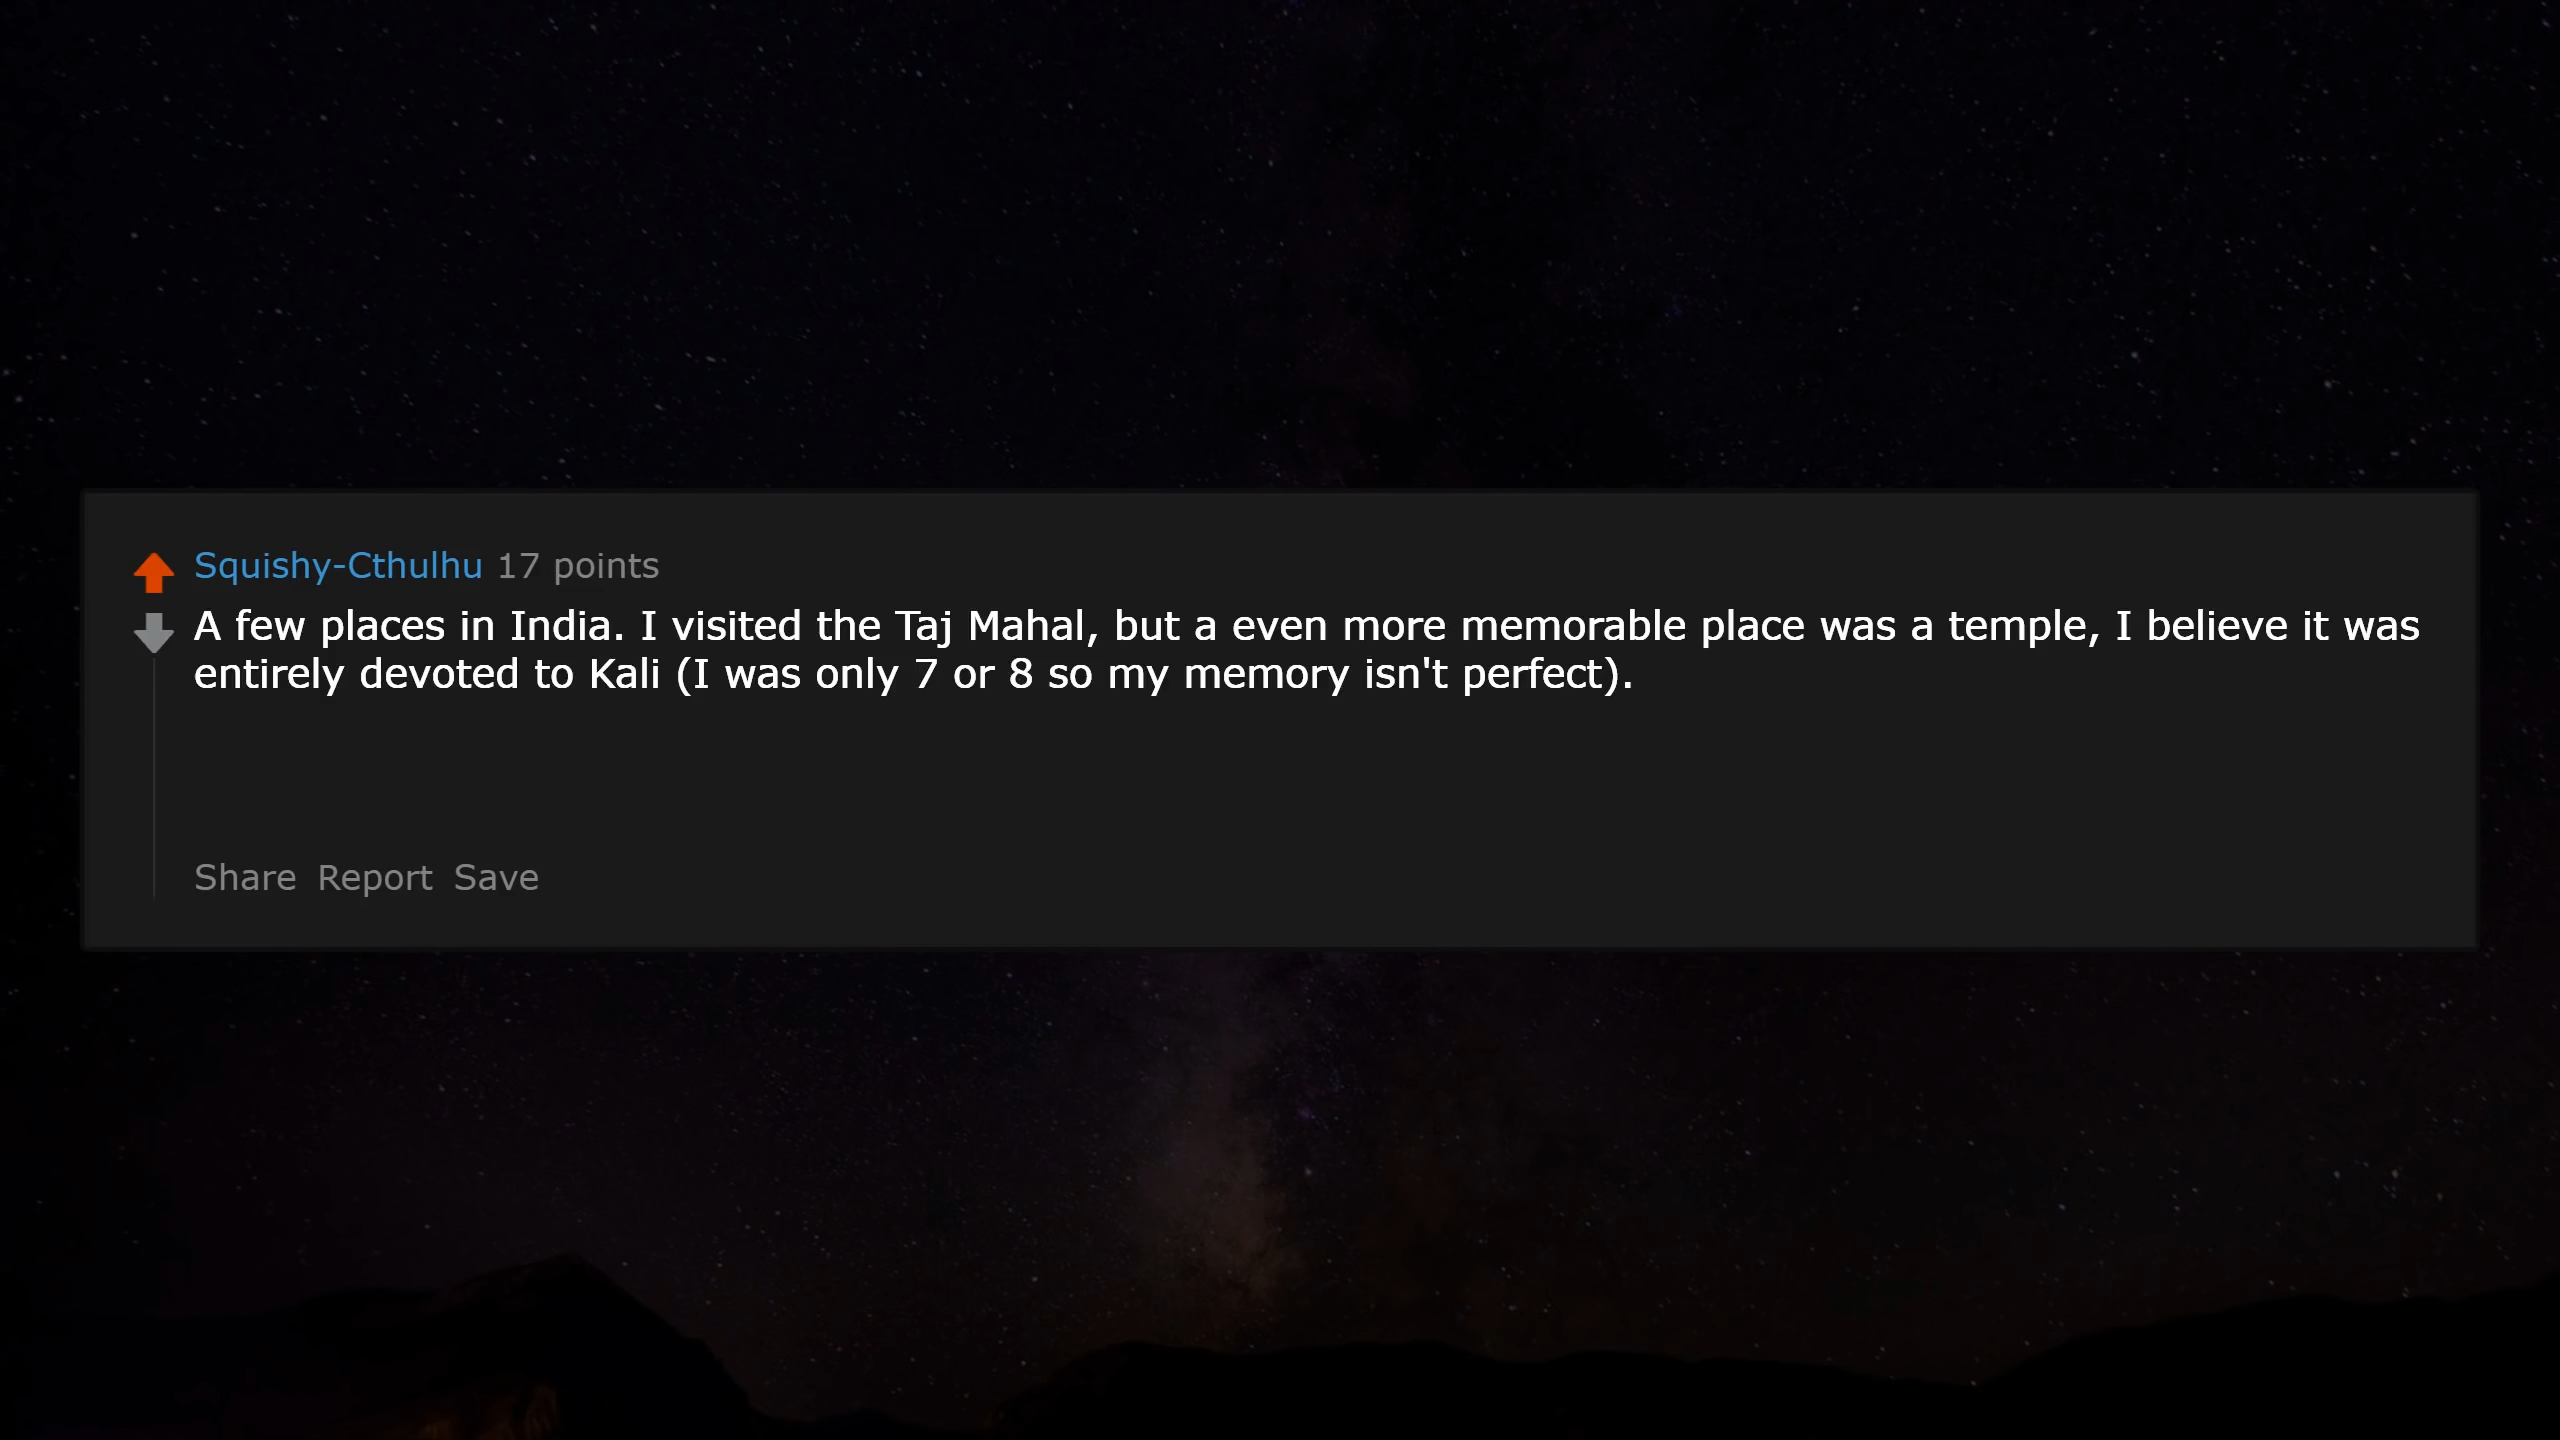 Squishy-Cthulhu 17 points
A few places in India. I visited the Taj Mahal, but a even more memorable place was a temple, I believe it was
entirely devoted to Kali (I was only 7 or 8 so my memory isn't perfect).
Share Report Save